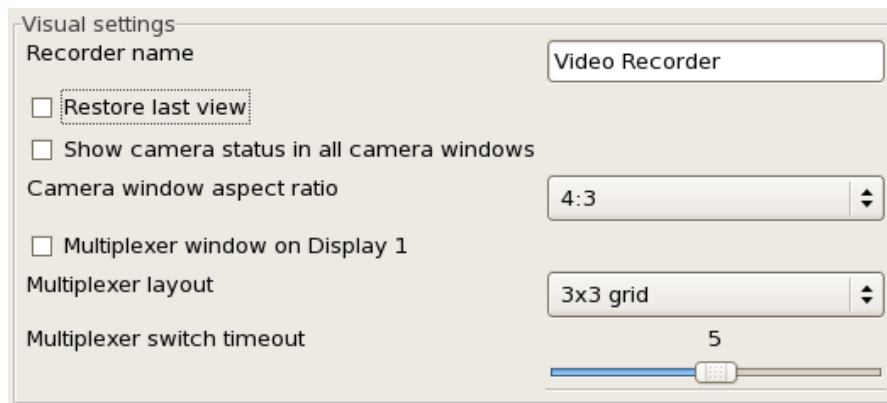 Visual settings
Recorder name
Video Recorder
Restore last view
Show camera status in all camera windows
Camera window aspect ratio
4:3
Multiplexer window on Display 1
Multiplexer layout
3x3 grid
Multiplexer switch timeout
5